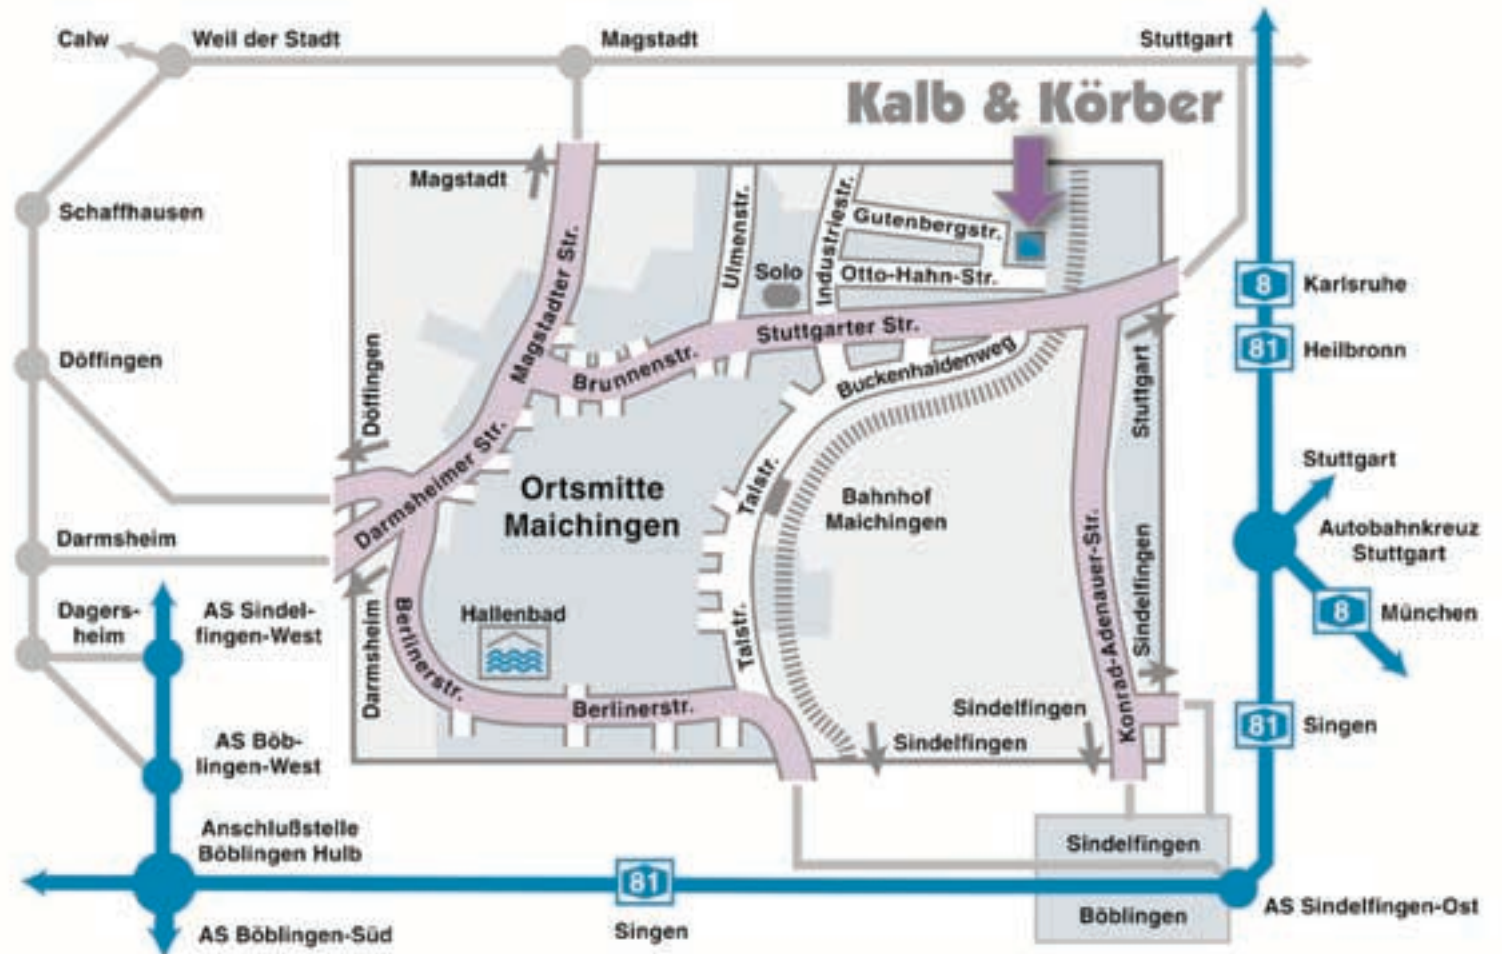 Calw
Weil der Stadt
Magstadt
Stuttgart
Kalb & Körber
Magstadt
Schaffhausen
Ulmenstr.
Industriestr.
Gutenbergstr.
Solo
Otto-Hahn-Str.
8
Karlsruhe
Magstadter Str.
Stuttgarter Str.
81
Heilbronn
Döffingen
Döffingen
Brunnenstr.
Buckenhaldenweg
Stuttgart
Darmsheimer Str.
Ortsmitte
Maichingen
Talstr.
Bahnhof
Maichingen
Stuttgart
Autobahnkreuz
Stuttgart
Darmsheim
Konrad-Adenauer-Str.
Sindelfingen
Dagers-
heim
AS Sindel-
fingen-West
Darmsheim
Berlinerstr.
Hallenbad
Talstr.
8
München
Berlinerstr.
Sindelfingen
Sindelfingen
81
Singen
AS Böb-
lingen-West
Anschlußstelle
Böblingen Hulb
Sindelfingen
81
Singen
Böblingen
AS Sindelfingen-Ost
AS Böblingen-Süd